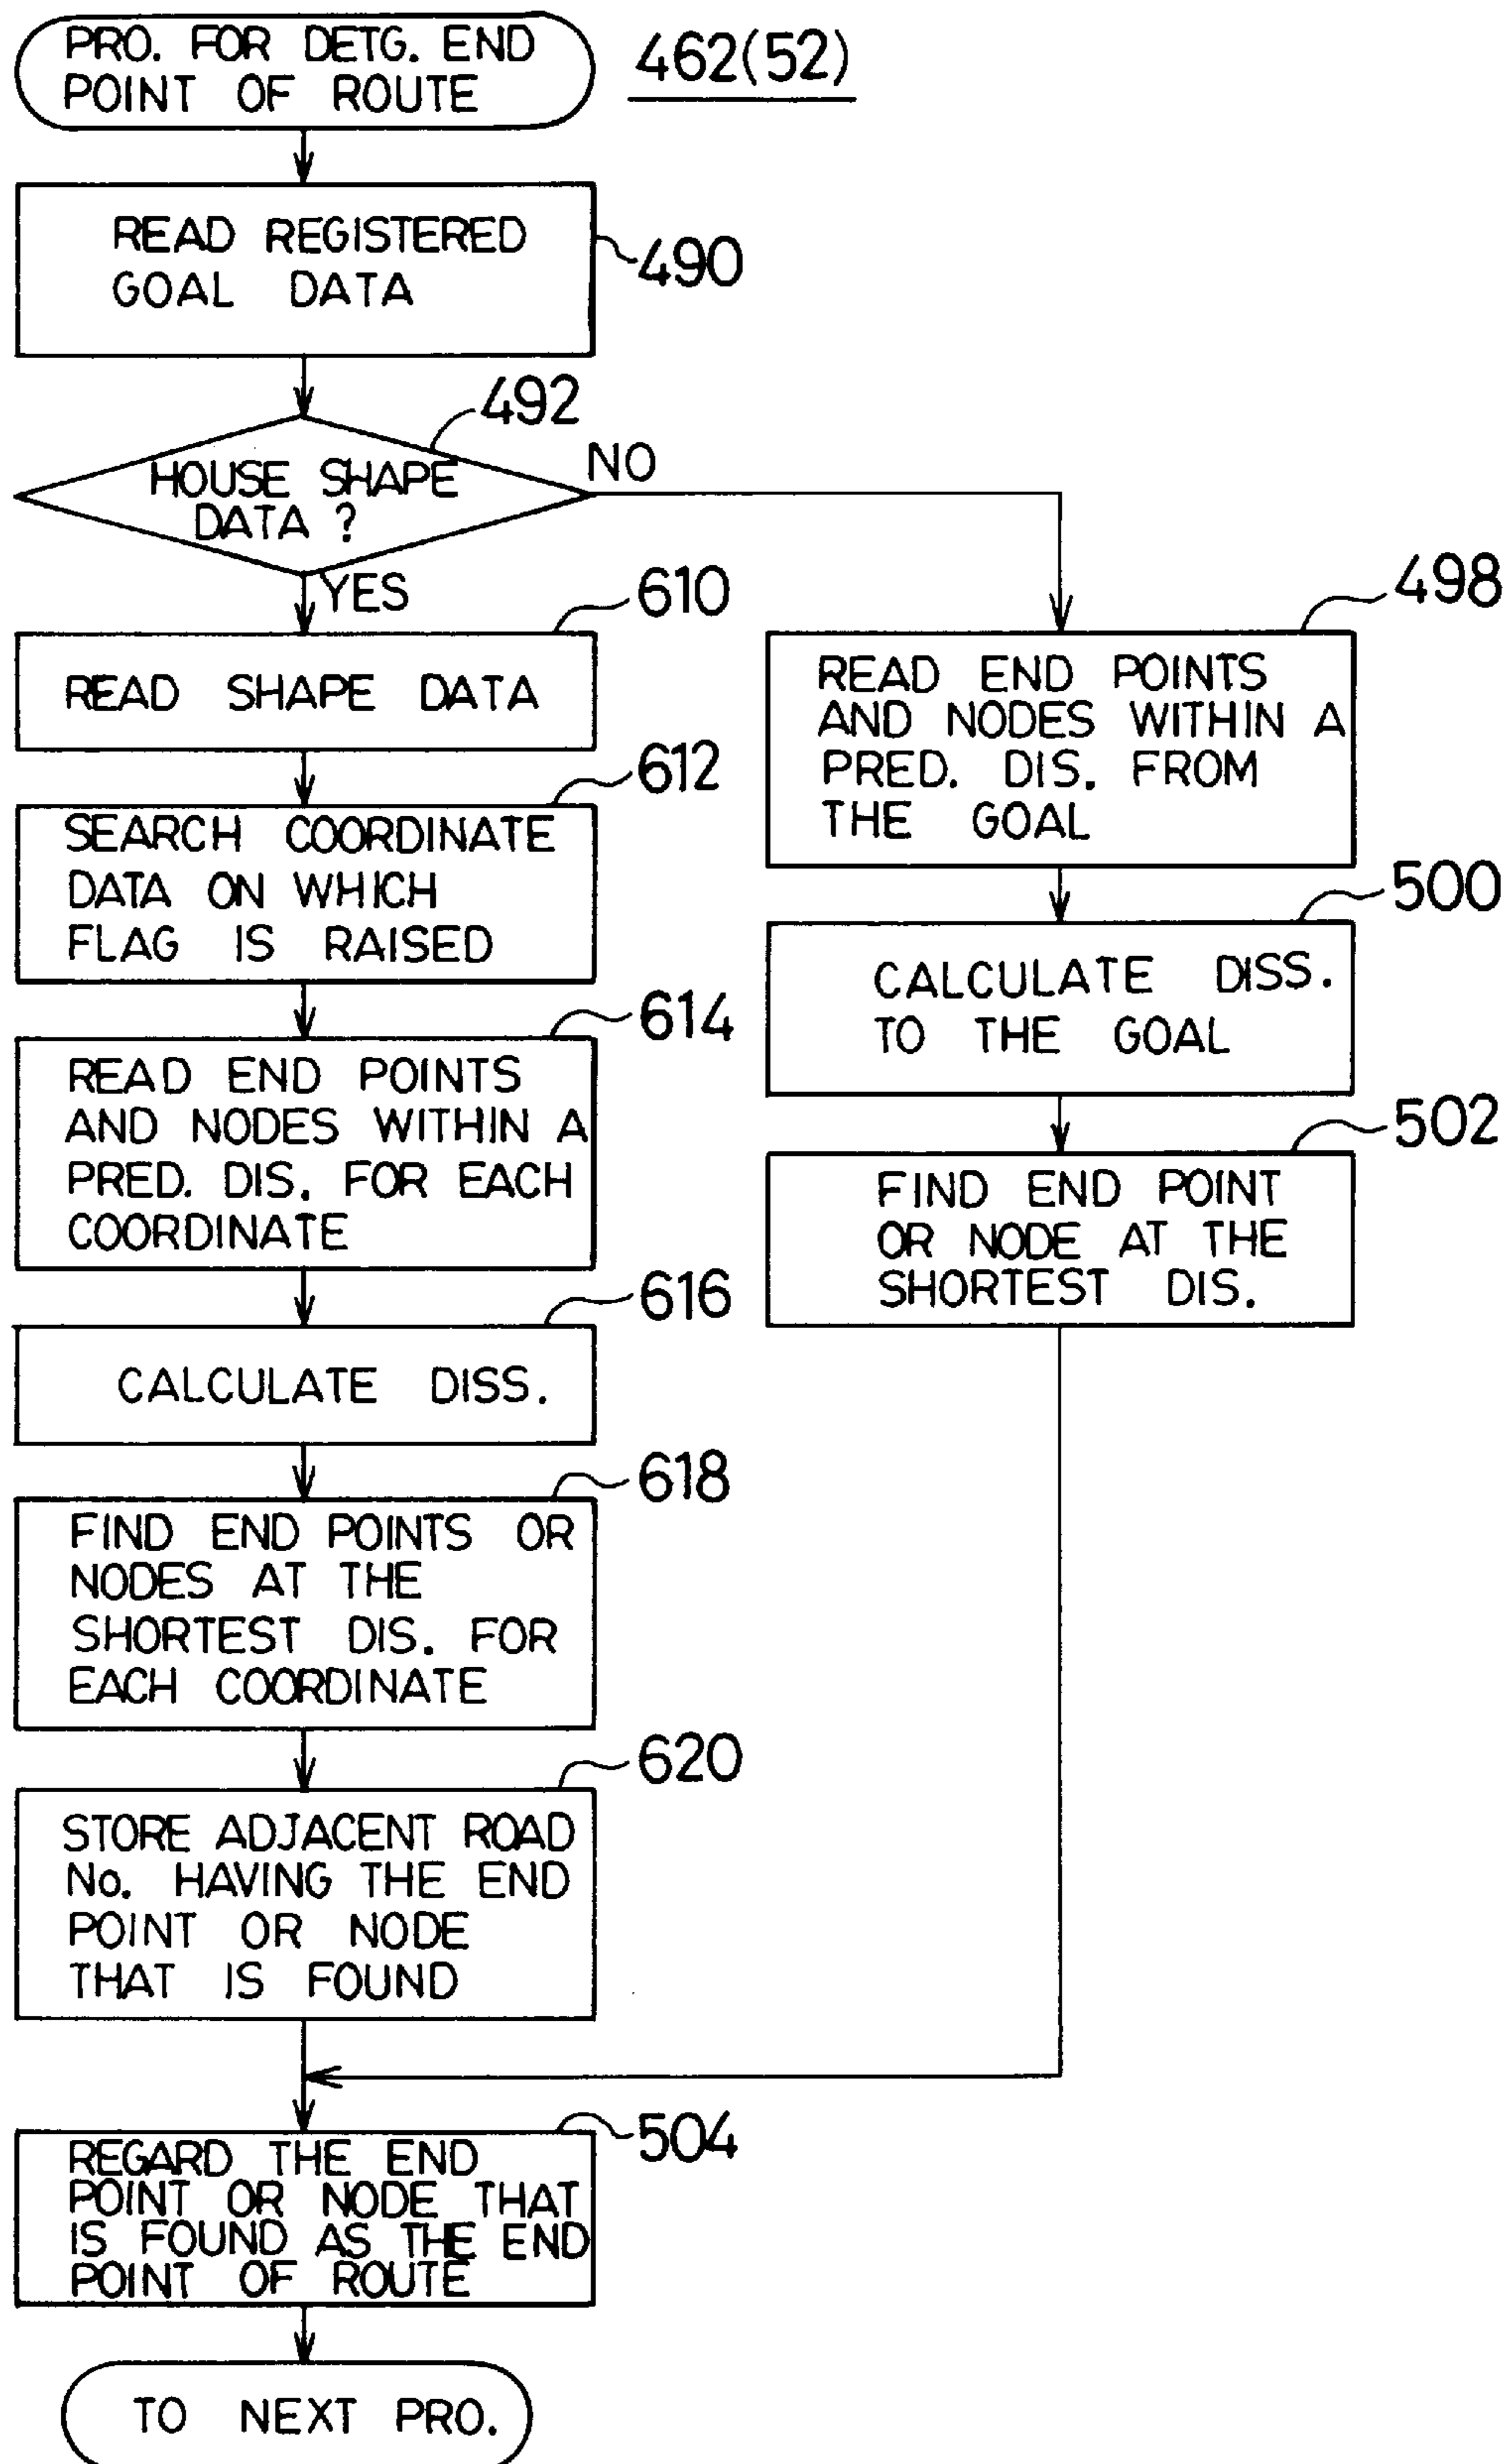 PRO. FOR DETG. END
POINT OF ROUTE
462(52)
READ REGISTERED
GOAL DATA
490
492
HOUSE SHAPE
DATA ?
NO
YES
610
READ SHAPE DATA
612
SEARCH COORDINATE
DATA ON WHICH
FLAG IS RAISED
614
READ END POINTS
AND NODES WITHIN A
PRED. DIS. FOR EACH
COORDINATE
616
CALCULATE DISS.
618
FIND END POINTS OR
NODES AT THE
SHORTEST DIS. FOR
EACH COORDINATE
620
STORE ADJACENT ROAD
No. HAVING THE END
POINT OR NODE
THAT IS FOUND
498
READ END POINTS
AND NODES WITHIN A
PRED. DIS. FROM
THE GOAL
500
CALCULATE DISS.
TO THE GOAL
502
FIND END POINT
OR NODE AT THE
SHORTEST DIS.
504
REGARD THE END
POINT OR NODE THAT
IS FOUND AS THE END
POINT OF ROUTE
TO NEXT PRO.